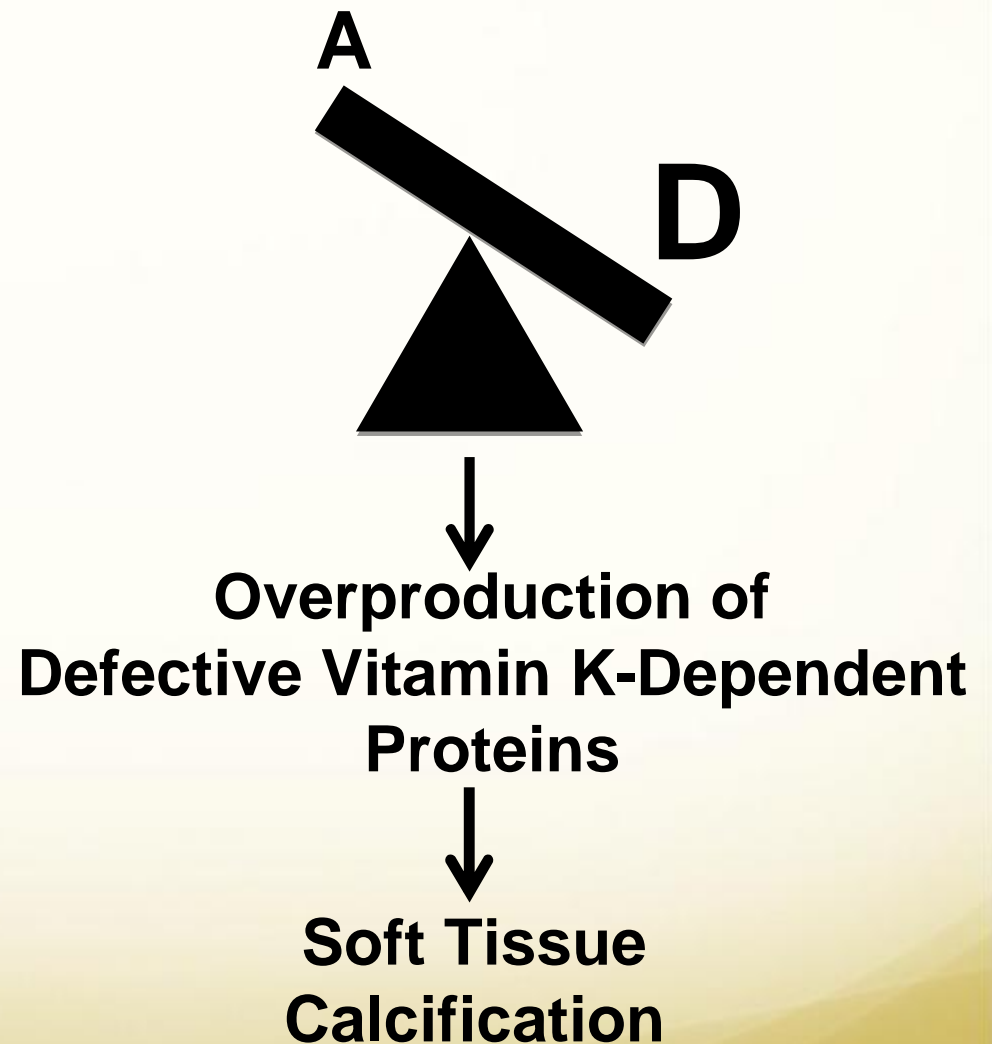 A
D
Overproduction of
Defective Vitamin K-Dependent
Proteins
Soft Tissue
Calcification